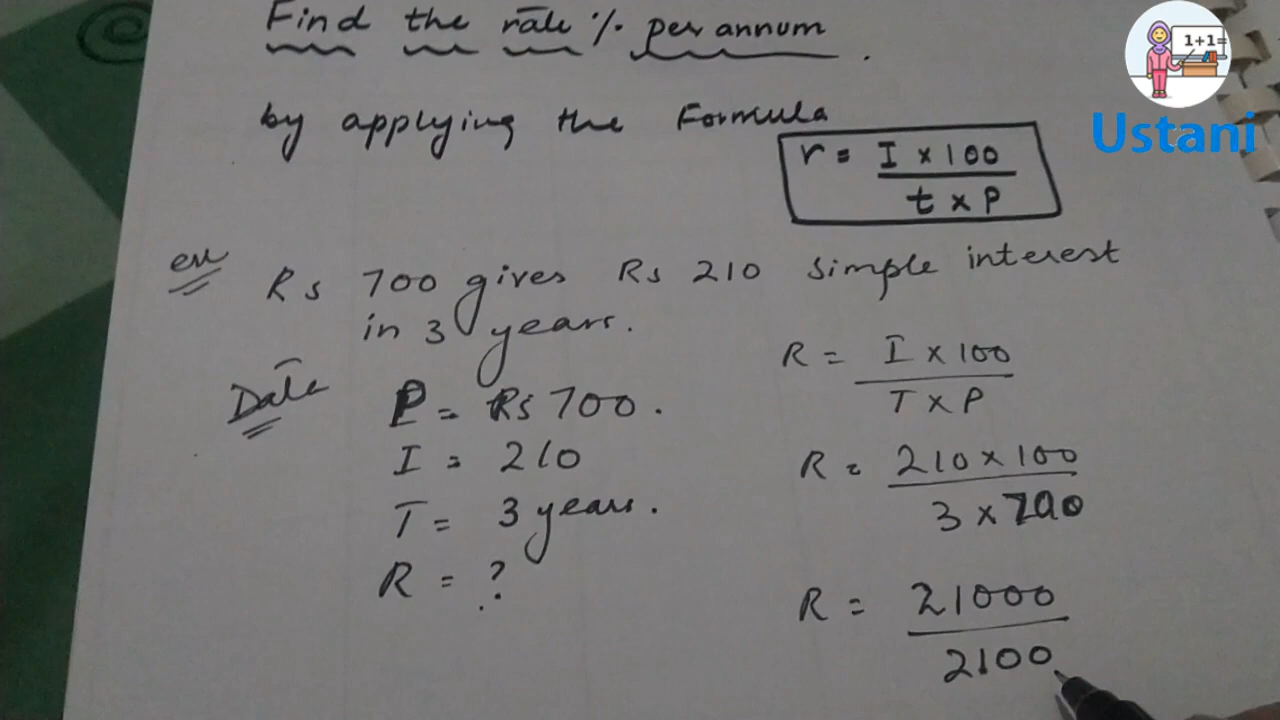 Find the rate % per annum.
by applying the Formula
r = I × 100 / t × P
1+1=
Ustani
ex
Rs 700 gives Rs 210 simple interest
in 3 years.
Data
P = Rs 700.
I = 210
T = 3 years.
R = ?
R = I × 100 / T × P
R = 210 × 100 / 3 × 700
R = 21000 / 2100